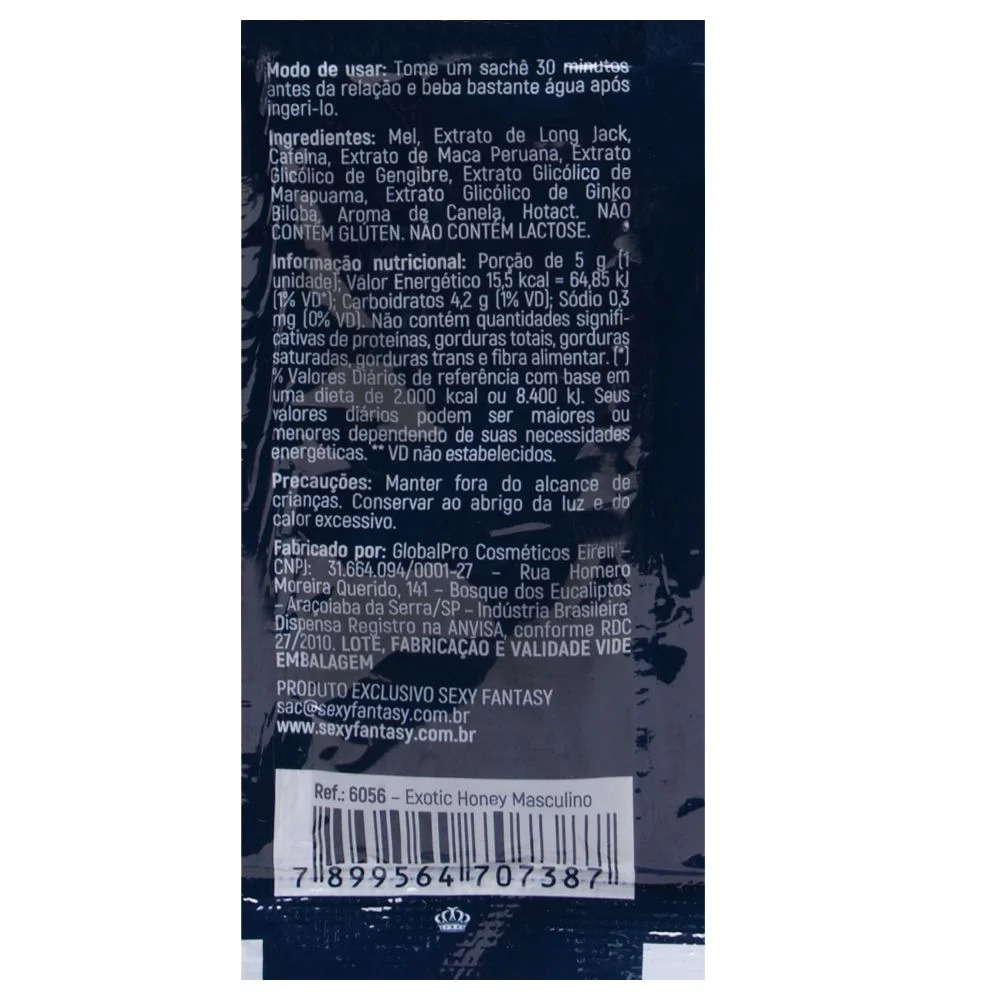 Modo de usar: Tome um sachê 30 minutos
antes da relação e beba bastante água após
ingeri-lo.
Ingredientes: Mel, Extrato de Long Jack,
Cafeína, Extrato de Maca Peruana, Extrato
Glicólico de Gengibre, Extrato Glicólico de
Marapuama, Extrato Glicólico de Ginko
Biloba, Aroma de Canela, Hotact. NÃO
CONTÉM GLÚTEN. NÃO CONTÉM LACTOSE.
Informação nutricional: Porção de 5 g (1
unidade); Valor Energético 15,5 kcal = 64,85 kJ
(1% VD*); Carboidratos 4,2 g (1% VD); Sódio 0,3
mg (0% VD). Não contém quantidades signifi-
cativas de proteínas, gorduras totais, gorduras
saturadas, gorduras trans e fibra alimentar. (*)
% Valores Diários de referência com base em
uma dieta de 2.000 kcal ou 8.400 kJ. Seus
valores diários podem ser maiores ou
menores dependendo de suas necessidades
energéticas. ** VD não estabelecidos.
Precauções: Manter fora do alcance de
crianças. Conservar ao abrigo da luz e do
calor excessivo.
Fabricado por: GlobalPro Cosméticos Eireli –
CNPJ: 31.664.094/0001-27 – Rua Homero
Moreira Querido, 141 – Bosque dos Eucaliptos
– Araçoiaba da Serra/SP – Indústria Brasileira
Dispensa Registro na ANVISA, conforme RDC
27/2010. LOTE, FABRICAÇÃO E VALIDADE VIDE
EMBALAGEM
PRODUTO EXCLUSIVO SEXY FANTASY
sac@sexyfantasy.com.br
www.sexyfantasy.com.br
Ref.: 6056 – Exotic Honey Masculino
7 899564 707387